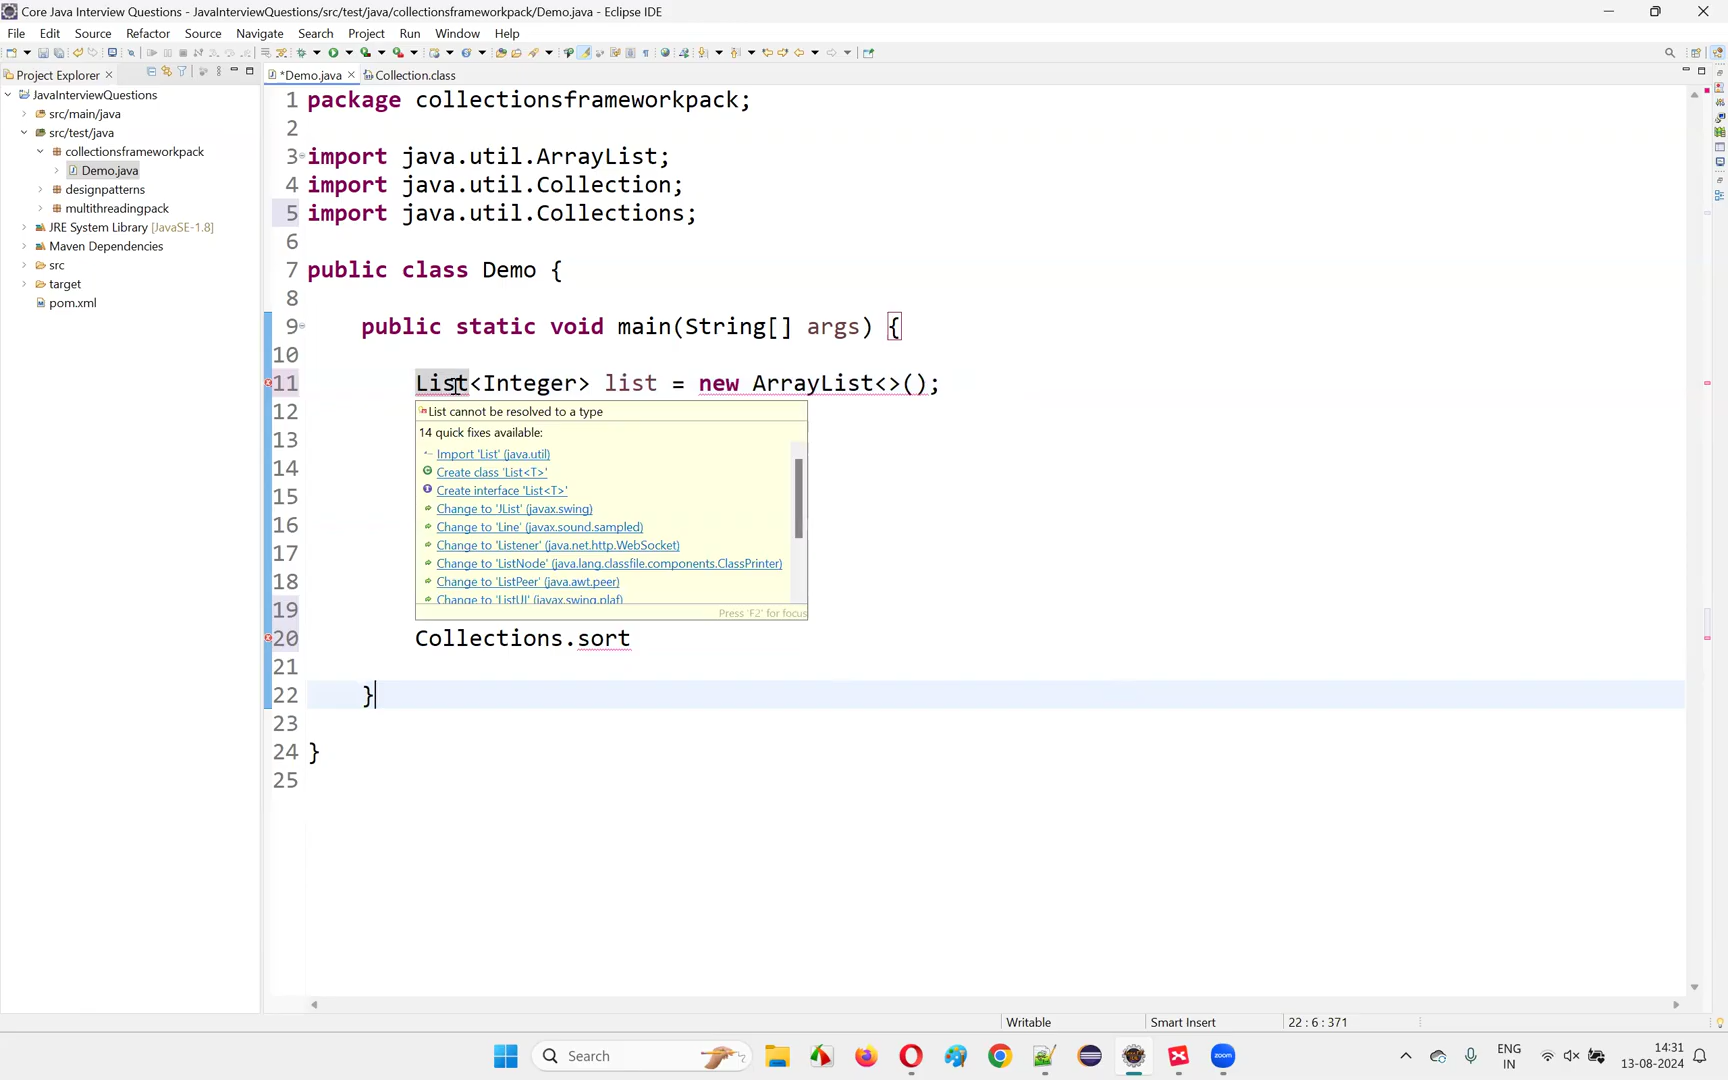 Core Java Interview Questions - JavaInterviewQuestions/src/test/java/collectionsframeworkpack/Demo.java - Eclipse IDE
File Edit Source Refactor Source Navigate Search Project Run Window Help
Project Explorer
*Demo.java
Collection.class
JavaInterviewQuestions
src/main/java
src/test/java
collectionsframeworkpack
Demo.java
designpatterns
multithreadingpack
JRE System Library [JavaSE-1.8]
Maven Dependencies
src
target
pom.xml
1 package collectionsframeworkpack;
2
3 import java.util.ArrayList;
4 import java.util.Collection;
5 import java.util.Collections;
6
7 public class Demo {
8
9 public static void main(String[] args) {
10
11 List<Integer> list = new ArrayList<>();
12
13
14
15
16
17
18
19
20 Collections.sort
21
22 }
23
24 }
25
List cannot be resolved to a type
14 quick fixes available:
Import 'List' (java.util)
Create class 'List<T>'
Create interface 'List<T>'
Change to 'JList' (javax.swing)
Change to 'Line' (javax.sound.sampled)
Change to 'Listener' (java.net.http.WebSocket)
Change to 'ListNode' (java.lang.classfile.components.ClassPrinter)
Change to 'ListPeer' (java.awt.peer)
Change to 'ListUI' (javax.swing.plaf)
Press 'F2' for focus
Writable
Smart Insert
22 : 6 : 371
Search
zoom
ENG
IN
14:31
13-08-2024